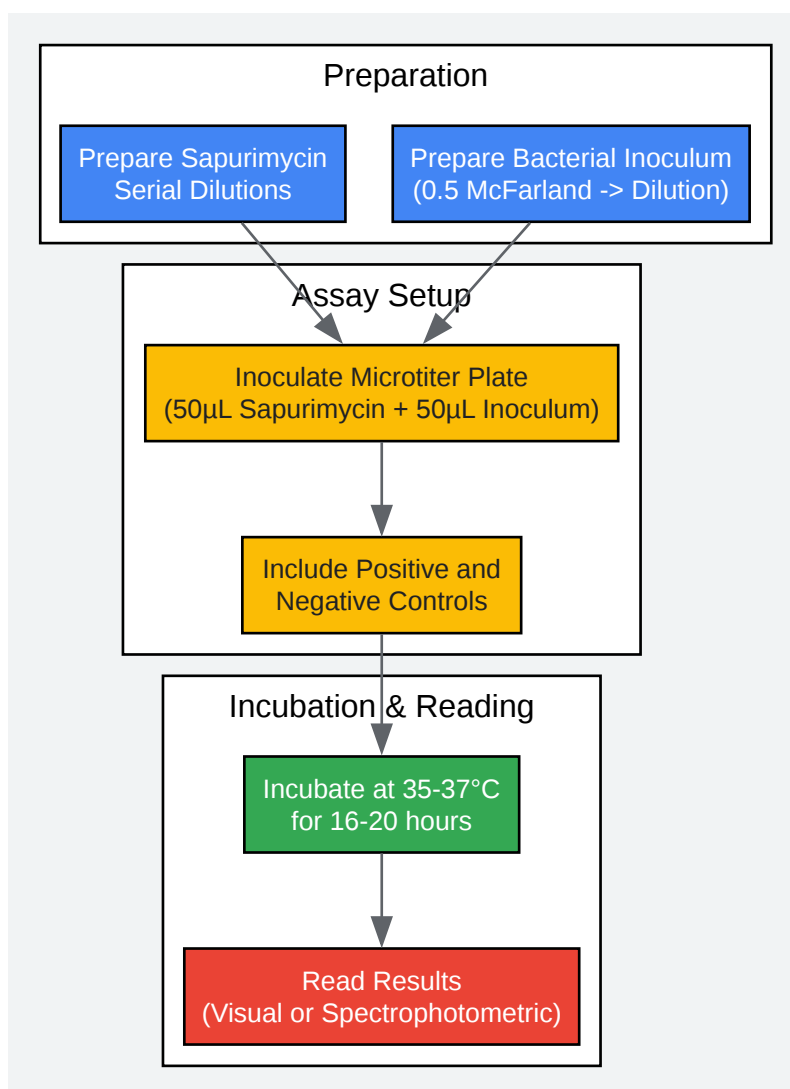 Preparation
Prepare Sapurimycin
Serial Dilutions
Prepare Bacterial Inoculum
(0.5 McFarland -> Dilution)
Assay Setup
Inoculate Microtiter Plate
(50µL Sapurimycin + 50µL Inoculum)
Include Positive and
Negative Controls
Incubation & Reading
Incubate at 35-37°C
for 16-20 hours
Read Results
(Visual or Spectrophotometric)